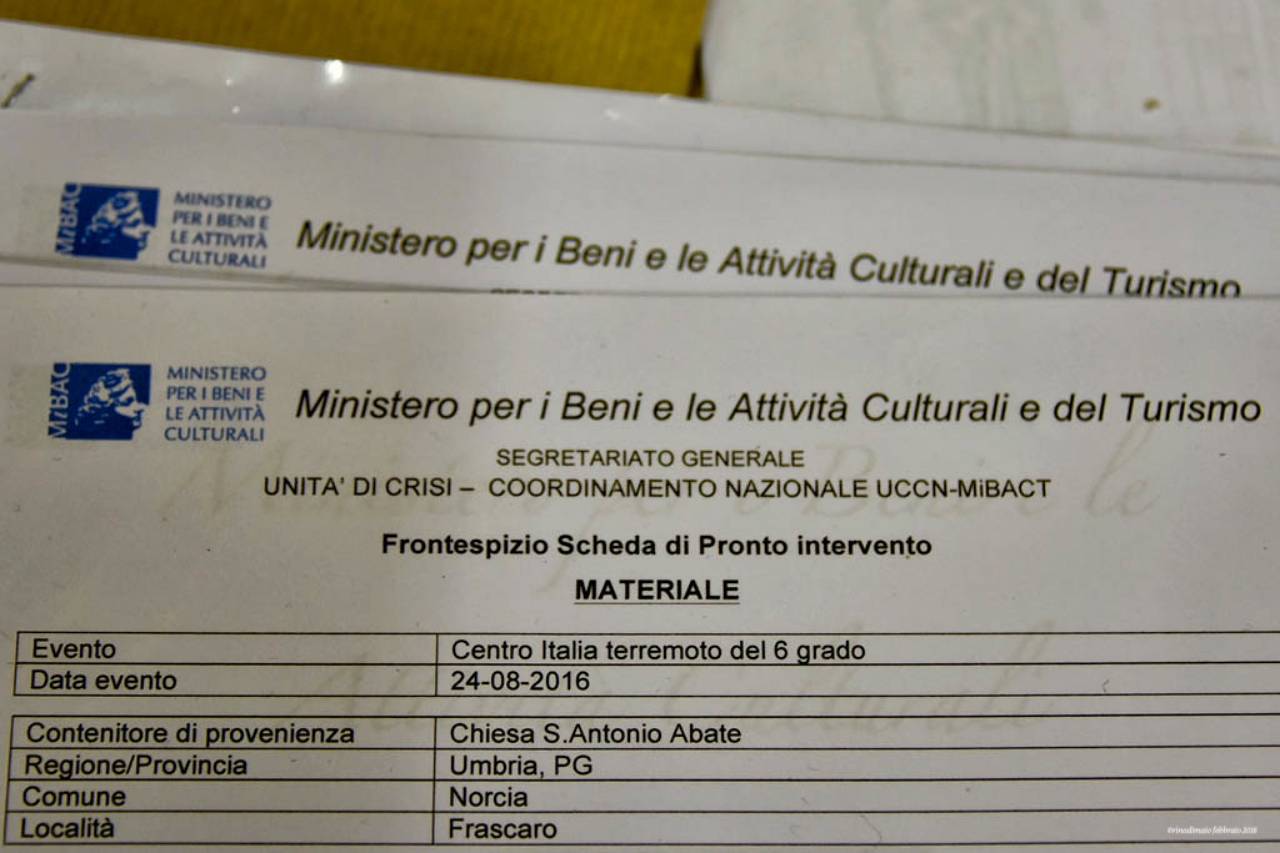 MiBAC
MINISTERO
PER I BENI E
LE ATTIVITÀ
CULTURALI
Ministero per i Beni e le Attività Culturali e del Turismo
MiBAC
MINISTERO
PER I BENI E
LE ATTIVITÀ
CULTURALI
Ministero per i Beni e le Attività Culturali e del Turismo
SEGRETARIATO GENERALE
UNITA' DI CRISI – COORDINAMENTO NAZIONALE UCCN-MiBACT
Frontespizio Scheda di Pronto intervento
MATERIALE
Evento Centro Italia terremoto del 6 grado
Data evento 24-08-2016
Contenitore di provenienza Chiesa S.Antonio Abate
Regione/Provincia Umbria, PG
Comune Norcia
Località Frascaro
©rinodimaio febbraio 2018